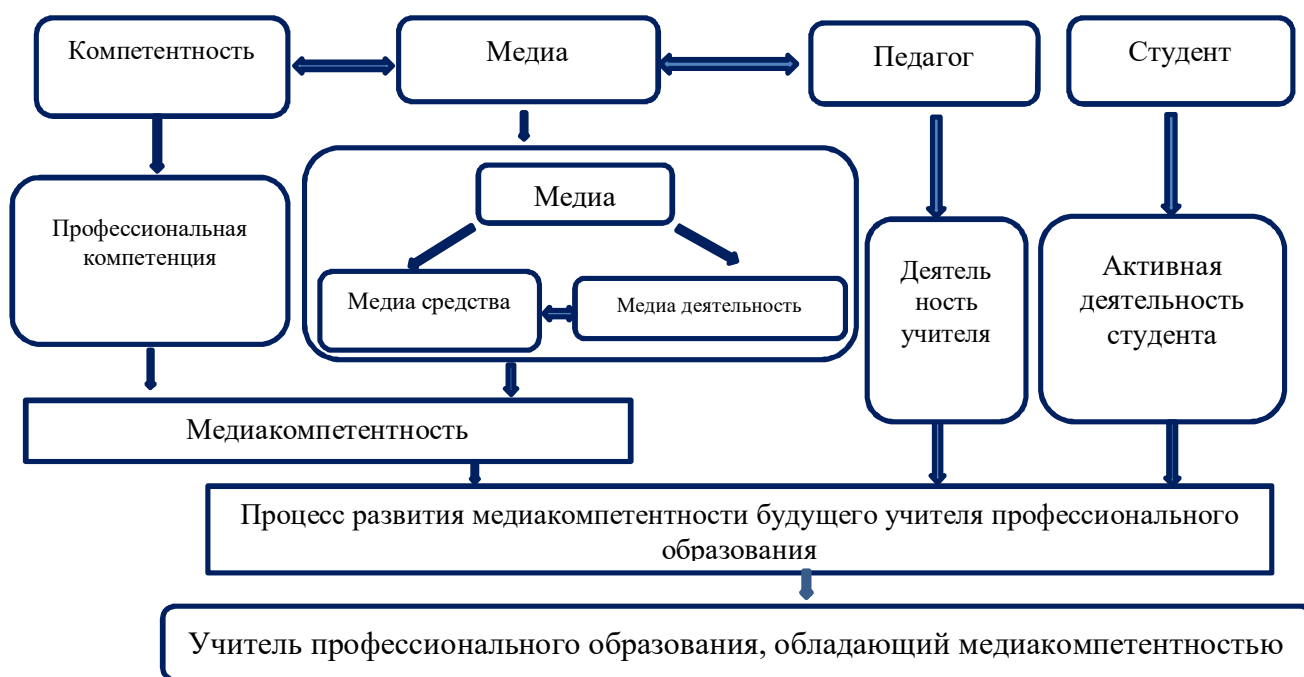 Компетентность
Медиа
Педагог
Студент
Профессиональная
компетенция
Медиа
Медиа средства
Медиа деятельность
Деятель
ность
учителя
Активная
деятельность
студента
Медиакомпетентность
Процесс развития медиакомпетентности будущего учителя профессионального
образования
Учитель профессионального образования, обладающий медиакомпетентностью